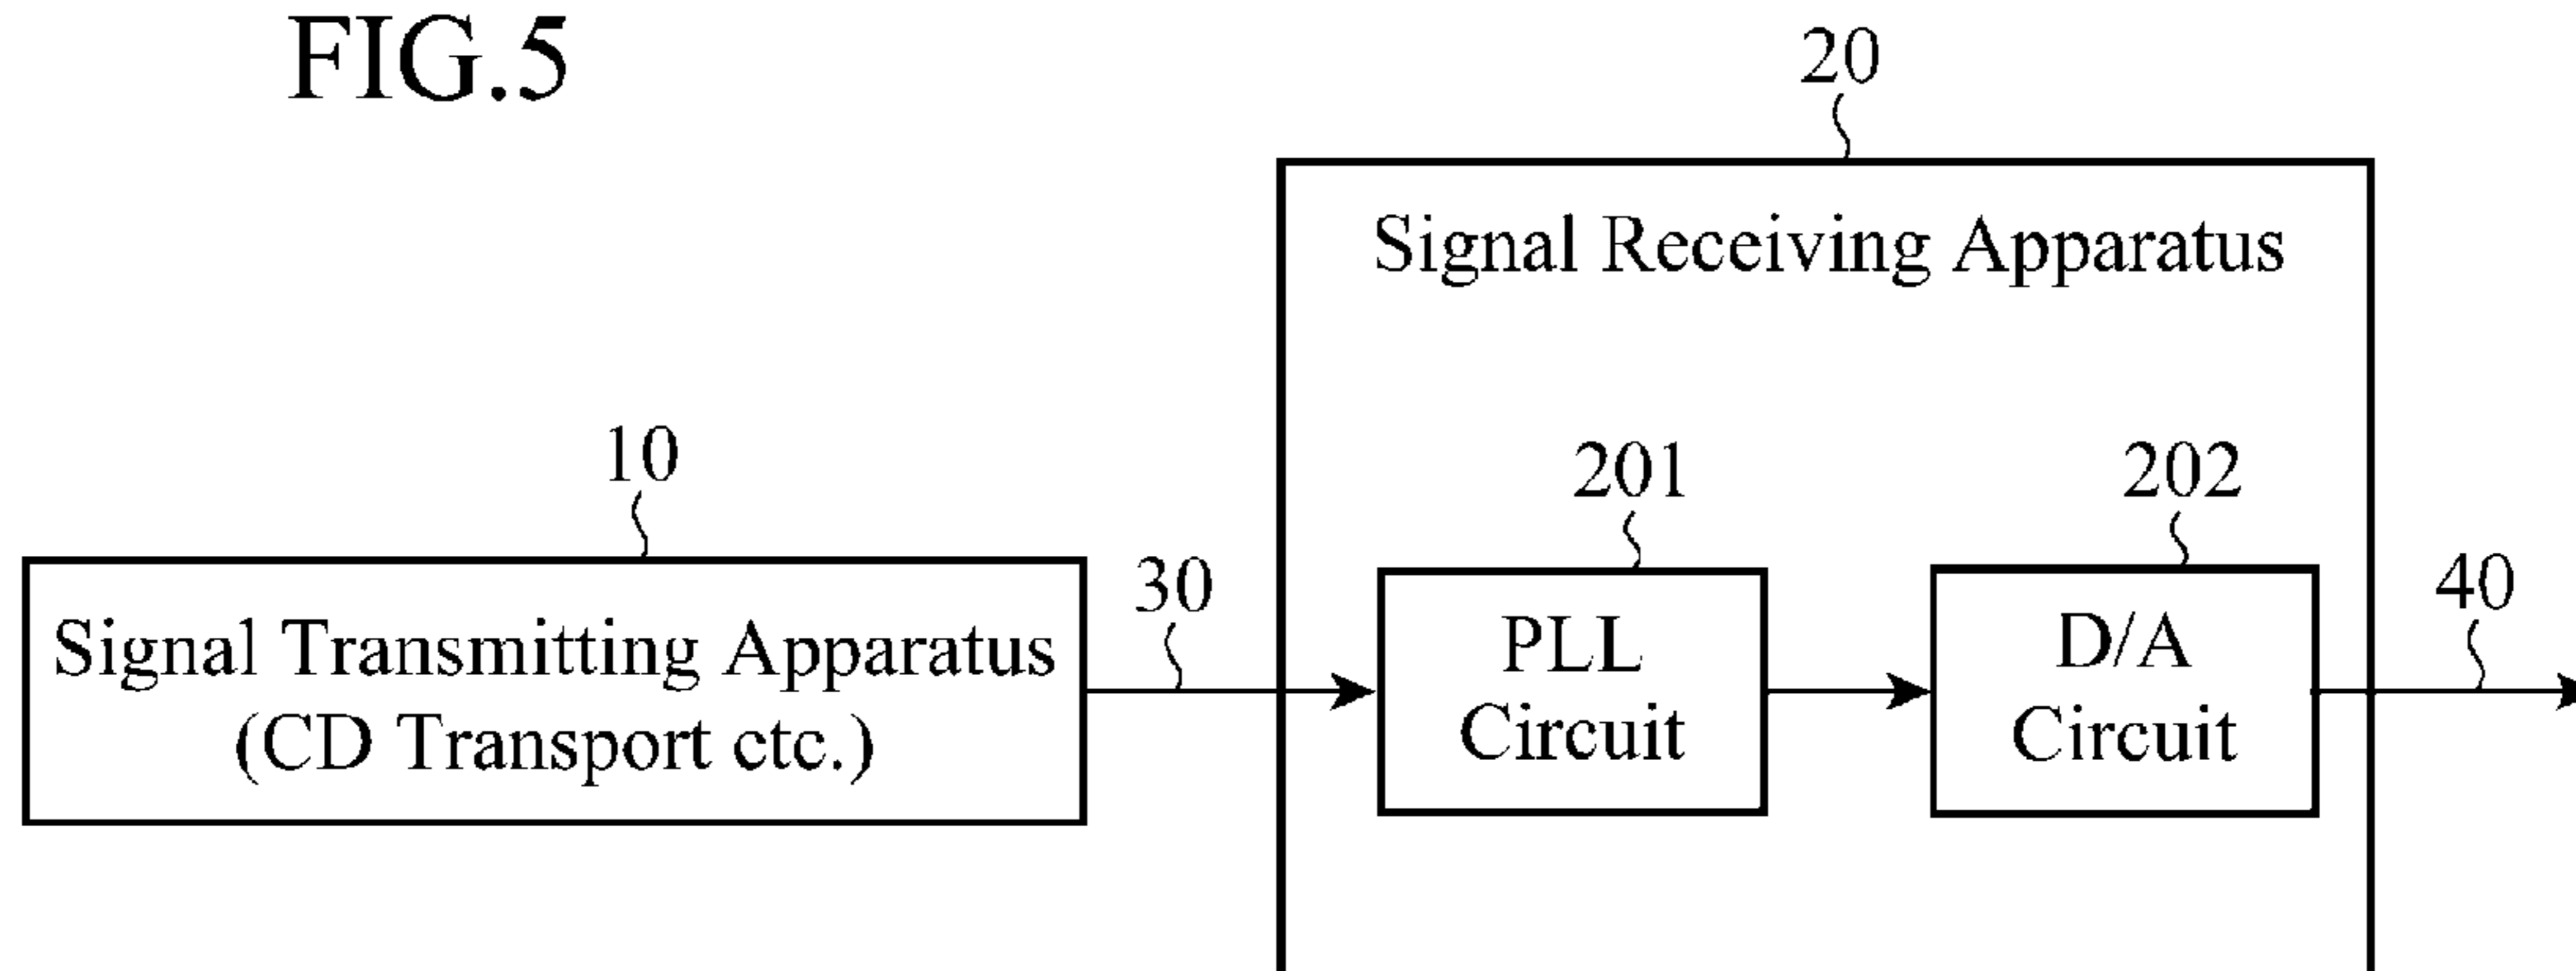 FIG.5
20
Signal Receiving Apparatus
10
201
202
30
40
Signal Transmitting Apparatus
(CD Transport ctc.)
PLL
Circuit
D/A
Circuit